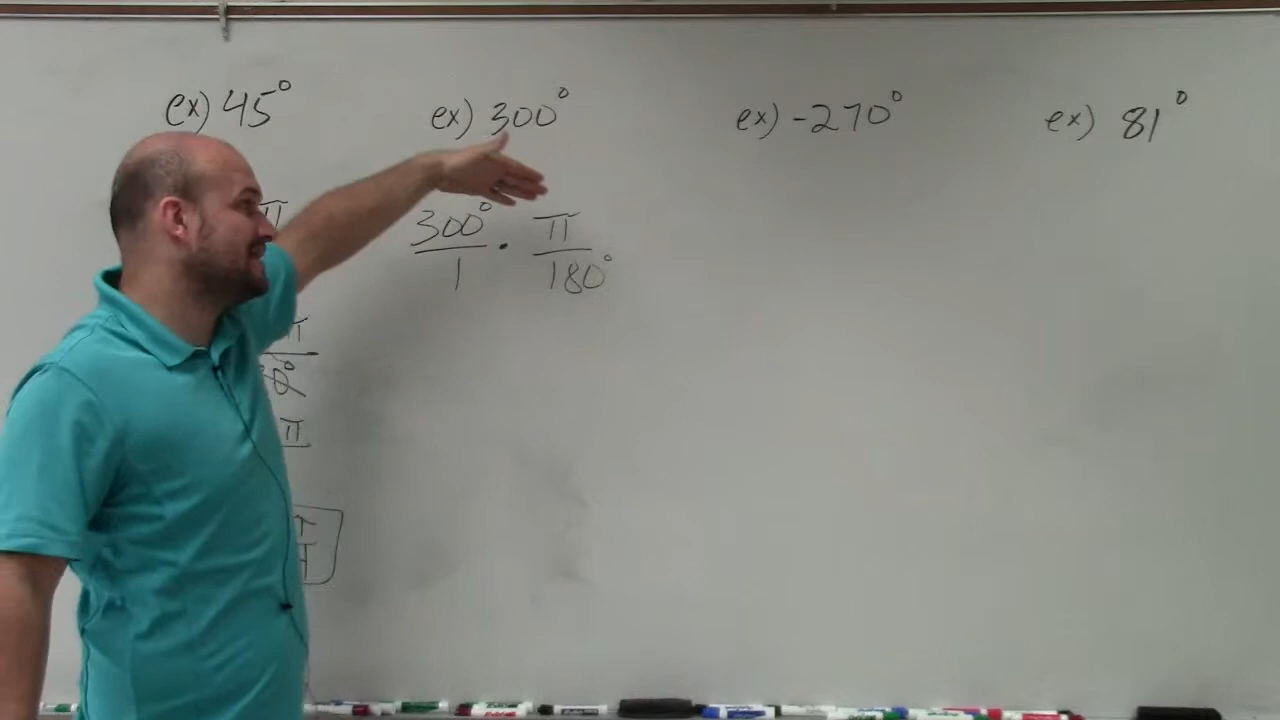 ex) 45°
ex) 300°
ex) -270°
ex) 81°
π
300°/1 · π/180°
π
π